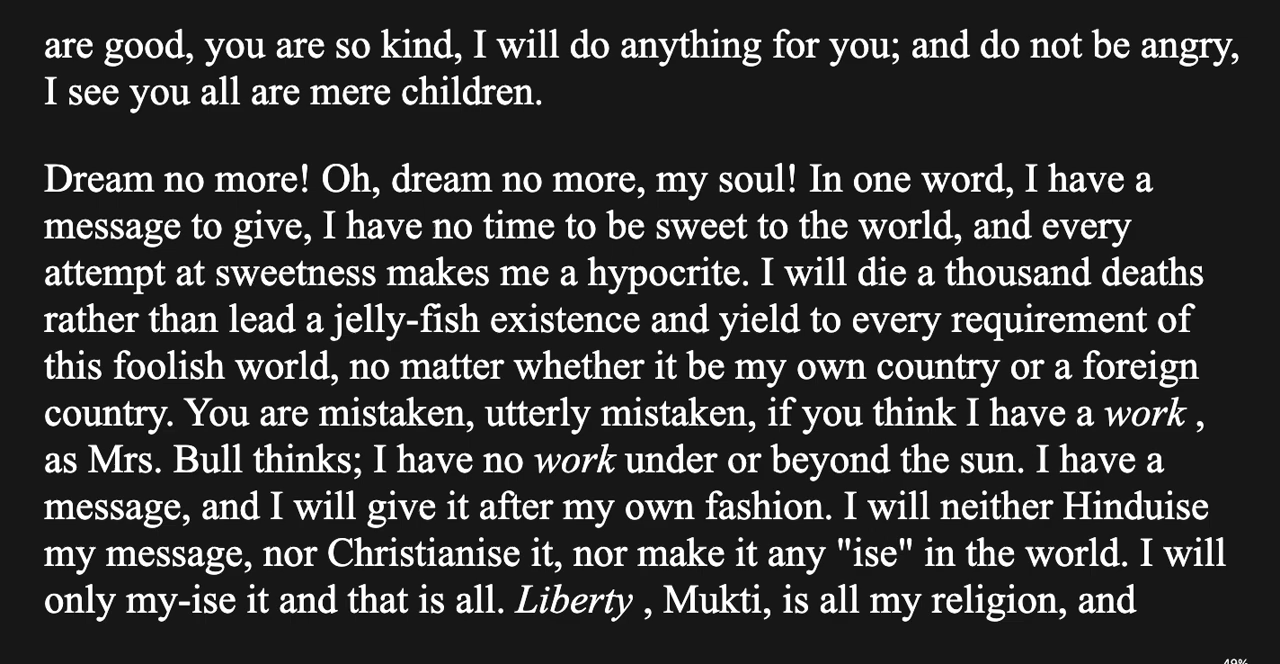 are good, you are so kind, I will do anything for you; and do not be angry,
I see you all are mere children.
Dream no more! Oh, dream no more, my soul! In one word, I have a
message to give, I have no time to be sweet to the world, and every
attempt at sweetness makes me a hypocrite. I will die a thousand deaths
rather than lead a jelly-fish existence and yield to every requirement of
this foolish world, no matter whether it be my own country or a foreign
country. You are mistaken, utterly mistaken, if you think I have a work ,
as Mrs. Bull thinks; I have no work under or beyond the sun. I have a
message, and I will give it after my own fashion. I will neither Hinduise
my message, nor Christianise it, nor make it any "ise" in the world. I will
only my-ise it and that is all. Liberty , Mukti, is all my religion, and